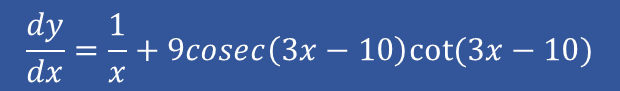 dy/dx = 1/x + 9cosec(3x − 10)cot(3x − 10)